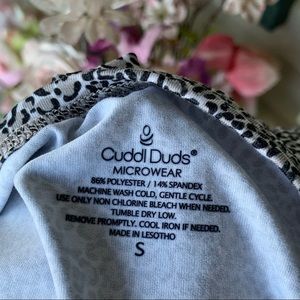 Cuddl Duds®
MICROWEAR
86% POLYESTER / 14% SPANDEX
MACHINE WASH COLD, GENTLE CYCLE.
USE ONLY NON CHLORINE BLEACH WHEN NEEDED.
TUMBLE DRY LOW.
REMOVE PROMPTLY. COOL IRON IF NEEDED.
MADE IN LESOTHO
S